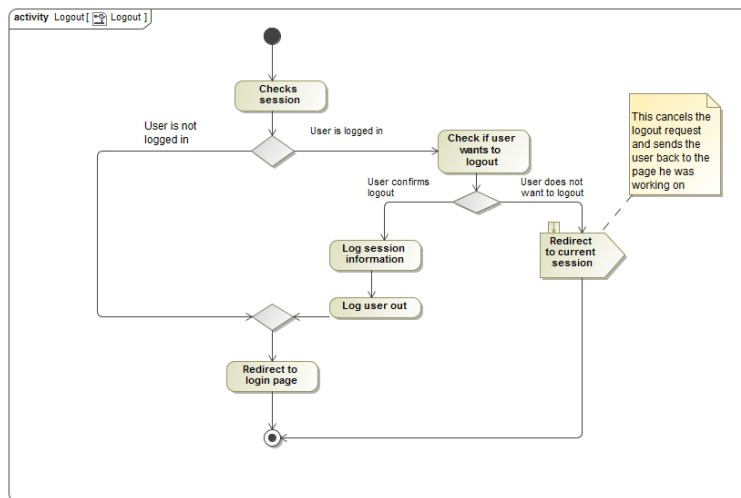 activity Logout [ Logout ]
Checks
session
User is not
logged in
User is logged in
Check if user
wants to
logout
This cancels the
logout request
and sends the
user back to the
page he was
working on
User confirms
logout
User does not
want to logout
Log session
information
Redirect
to current
session
Log user out
Redirect to
login page